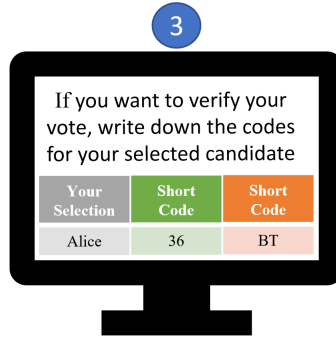 3
If you want to verify your
vote, write down the codes
for your selected candidate
Your Selection Short Code Short Code
Alice 36 BT